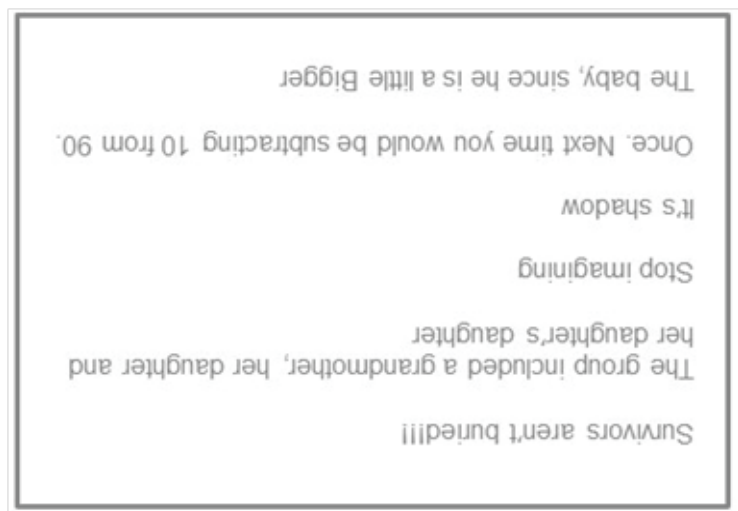 Survivors aren't buried!!!
The group included a grandmother, her daughter and
her daughter's daughter
Stop imagining
It's shadow
Once. Next time you would be subtracting 10 from 90.
The baby, since he is a little Bigger